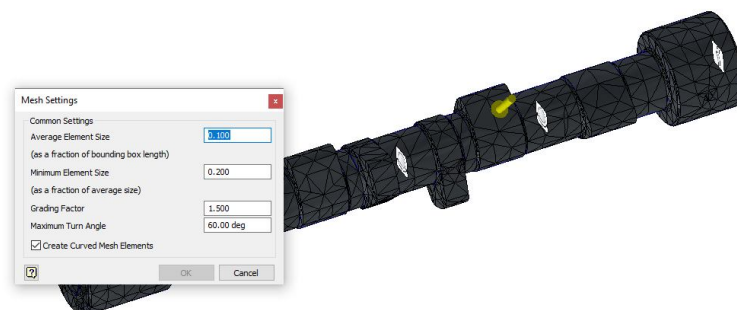 Mesh Settings
x
Common Settings
Average Element Size 0.100
(as a fraction of bounding box length)
Minimum Element Size 0.200
(as a fraction of average size)
Grading Factor 1.500
Maximum Turn Angle 60.00 deg
Create Curved Mesh Elements
? OK Cancel